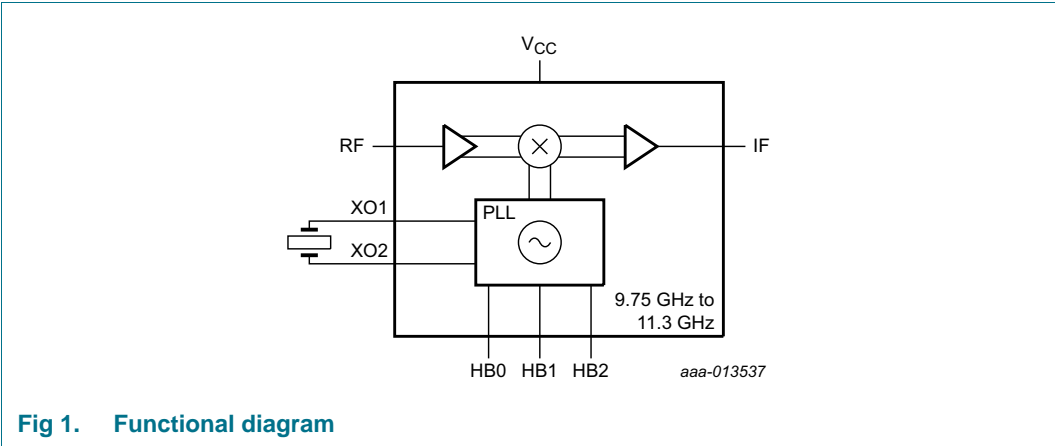 VCC
RF
IF
XO1
PLL
XO2
9.75 GHz to
11.3 GHz
HB0 HB1 HB2
aaa-013537
Fig 1. Functional diagram